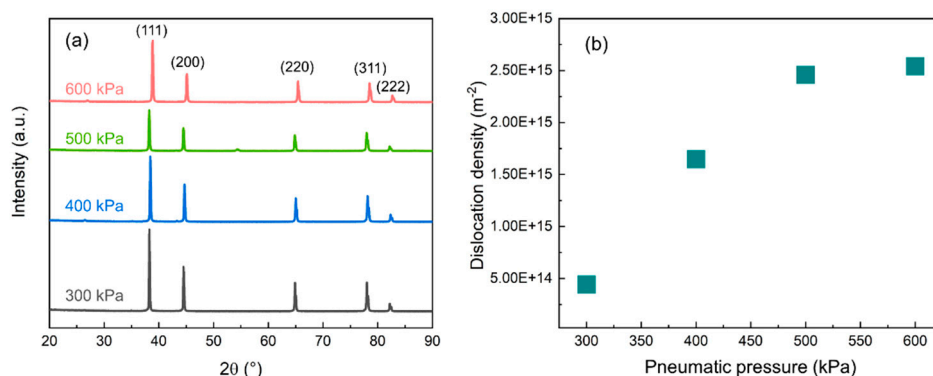 (a)
(111)
(200)
(220)
(311)
(222)
600 kPa
500 kPa
400 kPa
300 kPa
Intensity (a.u.)
20 30 40 50 60 70 80 90
2θ (°)
(b)
3.00E+15
2.50E+15
2.00E+15
1.50E+15
1.00E+15
5.00E+14
Dislocation density (m⁻²)
300 350 400 450 500 550 600
Pneumatic pressure (kPa)